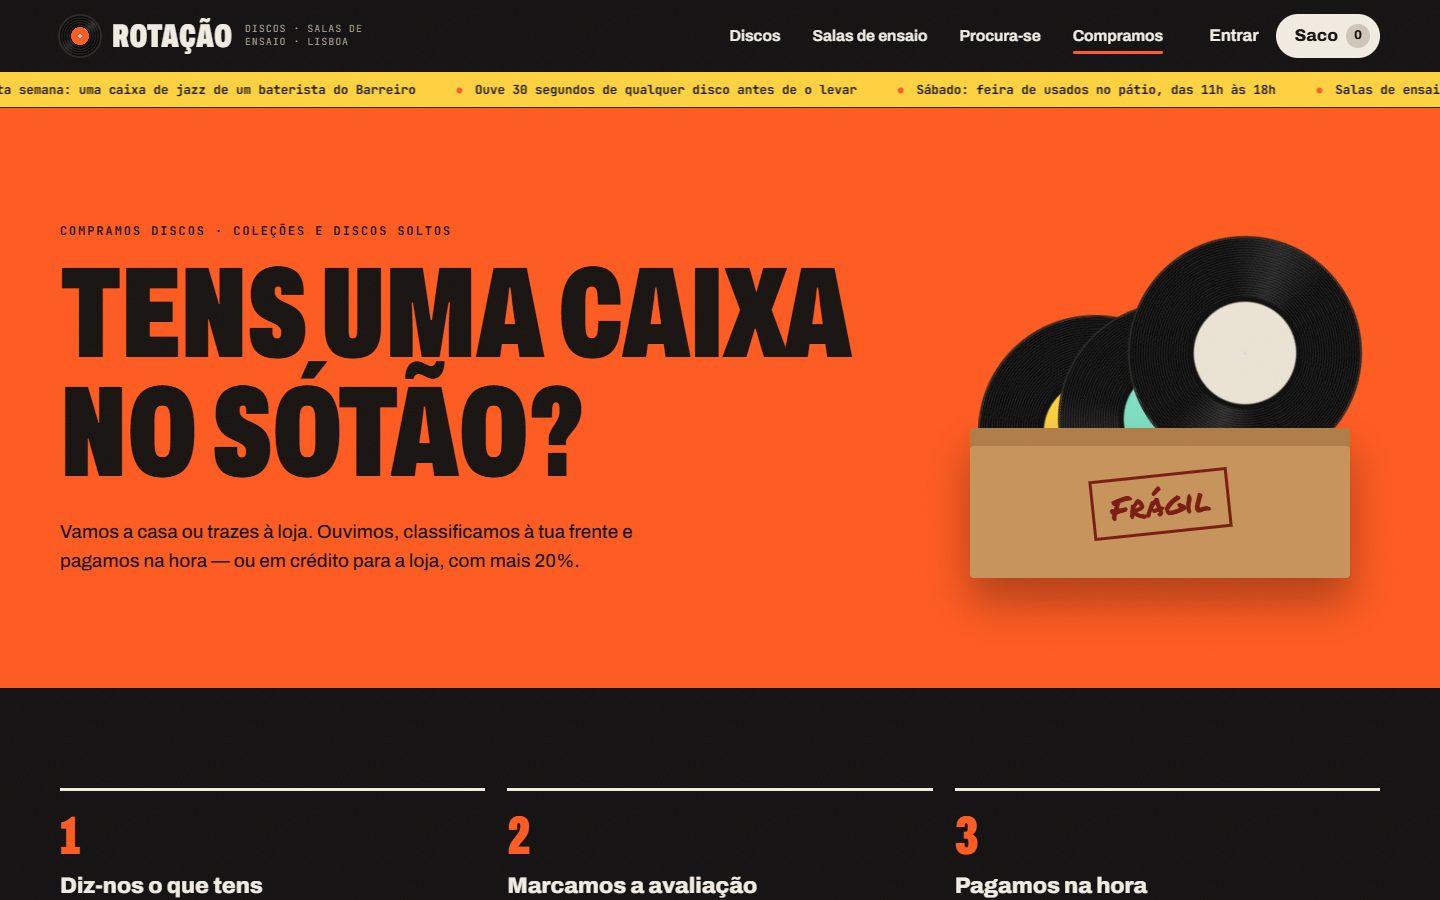 ROTAÇÃO
DISCOS · SALAS DE
ENSAIO · LISBOA
Discos
Salas de ensaio
Procura-se
Compramos
Entrar
Saco 0
semana: uma caixa de jazz de um baterista do Barreiro • Ouve 30 segundos de qualquer disco antes de o levar • Sábado: feira de usados no pátio, das 11h às 18h • Salas de
COMPRAMOS DISCOS · COLEÇÕES E DISCOS SOLTOS
TENS UMA CAIXA
NO SÓTÃO?
Vamos a casa ou trazes à loja. Ouvimos, classificamos à tua frente e
pagamos na hora — ou em crédito para a loja, com mais 20%.
FRÁGIL
1
Diz-nos o que tens
2
Marcamos a avaliação
3
Pagamos na hora